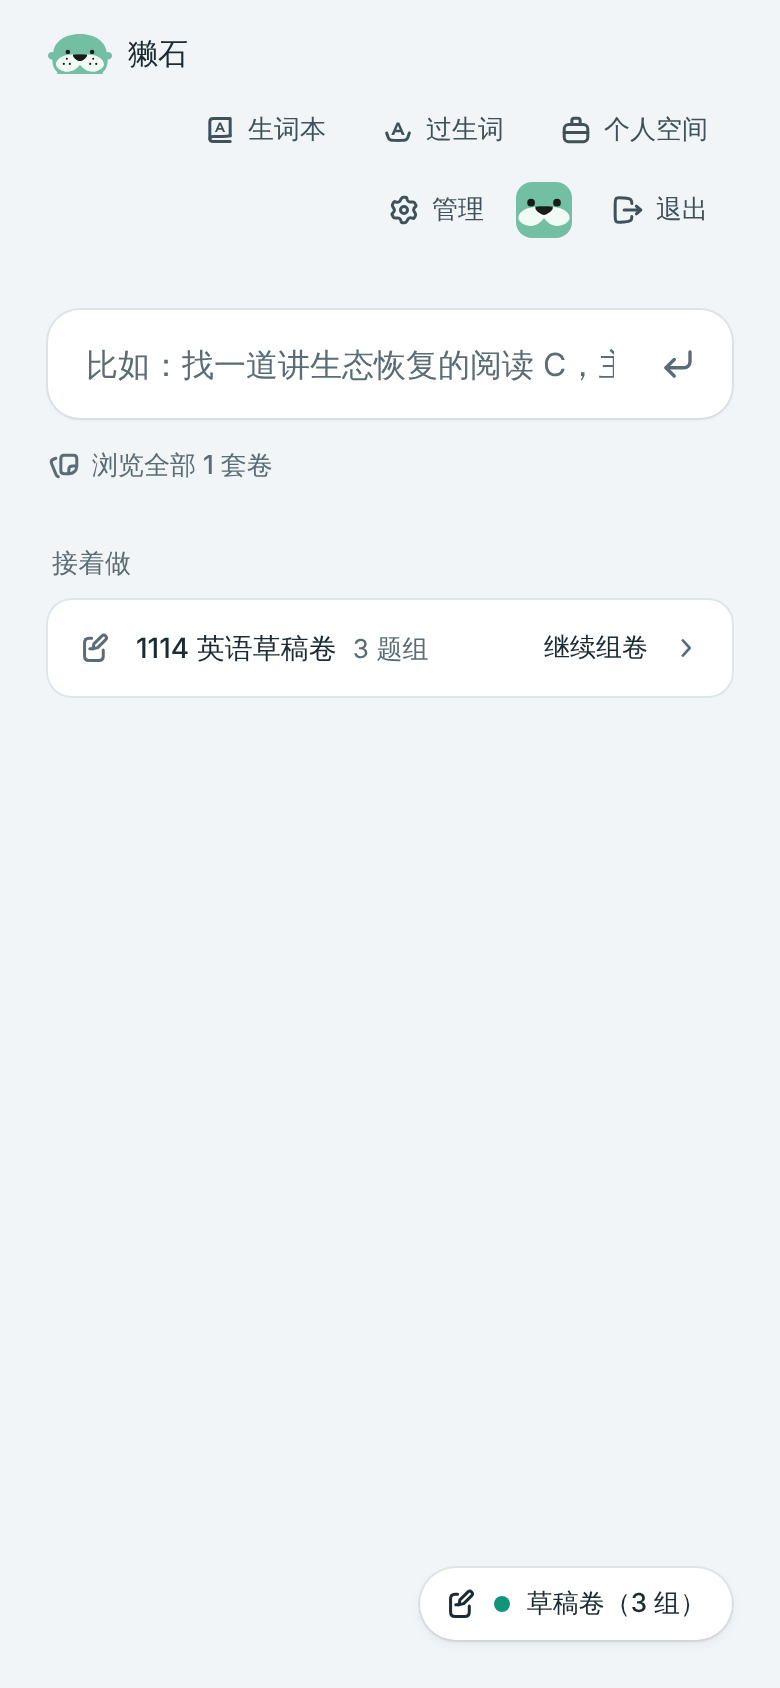 獭石
生词本 过生词 个人空间
管理 退出
比如：找一道讲生态恢复的阅读 C，
浏览全部 1 套卷
接着做
1114 英语草稿卷 3 题组 继续组卷
草稿卷（3 组）